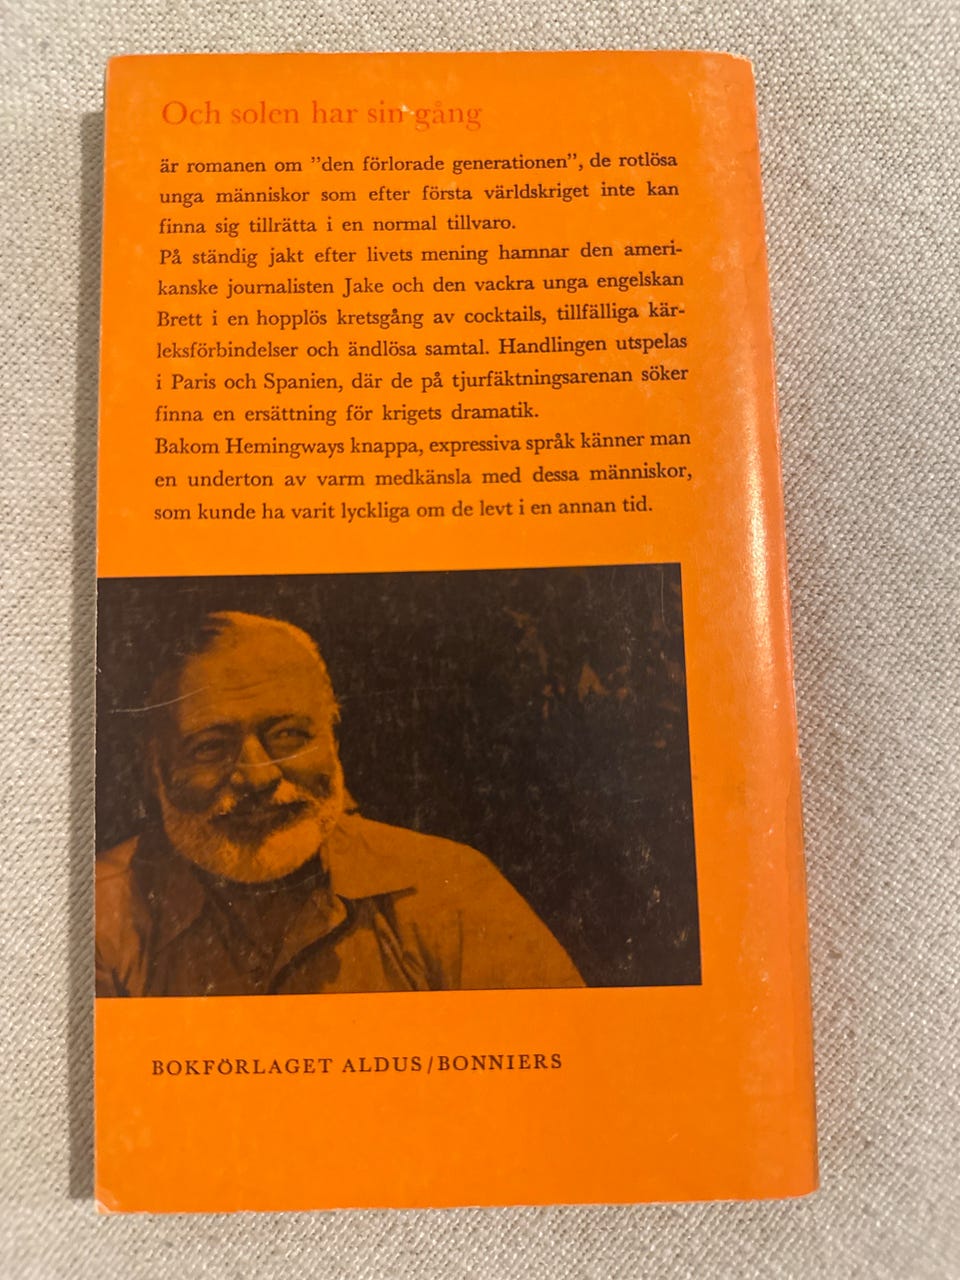 Och solen har sin gång
är romanen om ”den förlorade generationen”, de rotlösa
unga människor som efter första världskriget inte kan
finna sig tillrätta i en normal tillvaro.
På ständig jakt efter livets mening hamnar den ameri-
kanske journalisten Jake och den vackra unga engelskan
Brett i en hopplös kretsgång av cocktails, tillfälliga kär-
leksförbindelser och ändlösa samtal. Handlingen utspelas
i Paris och Spanien, där de på tjurfäktningsarenan söker
finna en ersättning för krigets dramatik.
Bakom Hemingways knappa, expressiva språk känner man
en underton av varm medkänsla med dessa människor,
som kunde ha varit lyckliga om de levt i en annan tid.
BOKFÖRLAGET ALDUS/BONNIERS